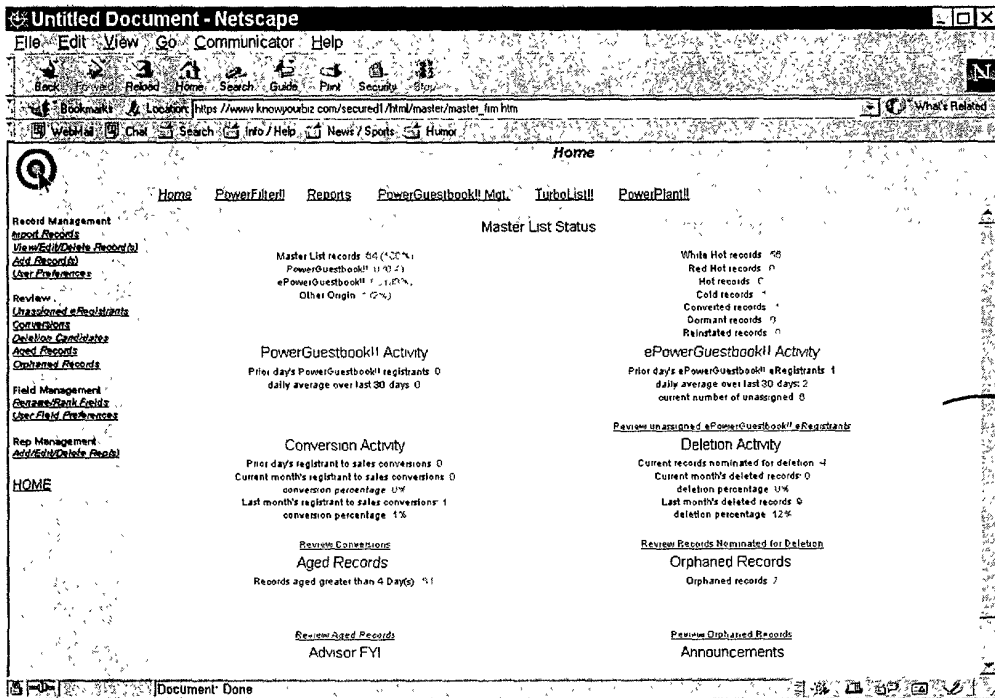 Untitled Document - Netscape
File Edit View Go Communicator Help
Back Forward Reload Home Search Guide Print Security Stop
Bookmarks Location: https://www.knowyourbiz.com/secured1/html/master/master_frm.htm What's Related
WebMail Chat Search Info / Help News / Sports Humor
Home
Home PowerFilter!! Reports PowerGuestbook!! Mgt. TurboList!! PowerPlant!!
Master List Status
Record Management
Import Records
View/Edit/Delete Record(s)
Add Record(s)
User Preferences
Review
Unassigned eRegistrants
Conversions
Deletion Candidates
Aged Records
Orphaned Records
Field Management
Rename/Rank Fields
User Field Preferences
Rep Management
Add/Edit/Delete Rep(s)
HOME
Master List records
PowerGuestbook!!
ePowerGuestbook!!
Other Origin
White Hot records
Red Hot records
Hot records
Cold records
Converted records
Dormant records
Reinstated records
PowerGuestbook!! Activity
Prior day's PowerGuestbook!! registrants 0
daily average over last 30 days 0
ePowerGuestbook!! Activity
Prior day's ePowerGuestbook!! eRegistrants 1
daily average over last 30 days: 2
current number of unassigned
Review unassigned ePowerGuestbook!! eRegistrants
Conversion Activity
Prior day's registrant to sales conversions 0
Current month's registrant to sales conversions 0
conversion percentage 0%
Last month's registrant to sales conversions 1
conversion percentage 1%
Review Conversions
Deletion Activity
Current records nominated for deletion
Current month's deleted records 0
deletion percentage 0%
Last month's deleted records 9
deletion percentage 12%
Review Records Nominated for Deletion
Aged Records
Records aged greater than 4 Day(s)
Review Aged Records
Orphaned Records
Orphaned records 7
Review Orphaned Records
Advisor FYI
Announcements
Document: Done